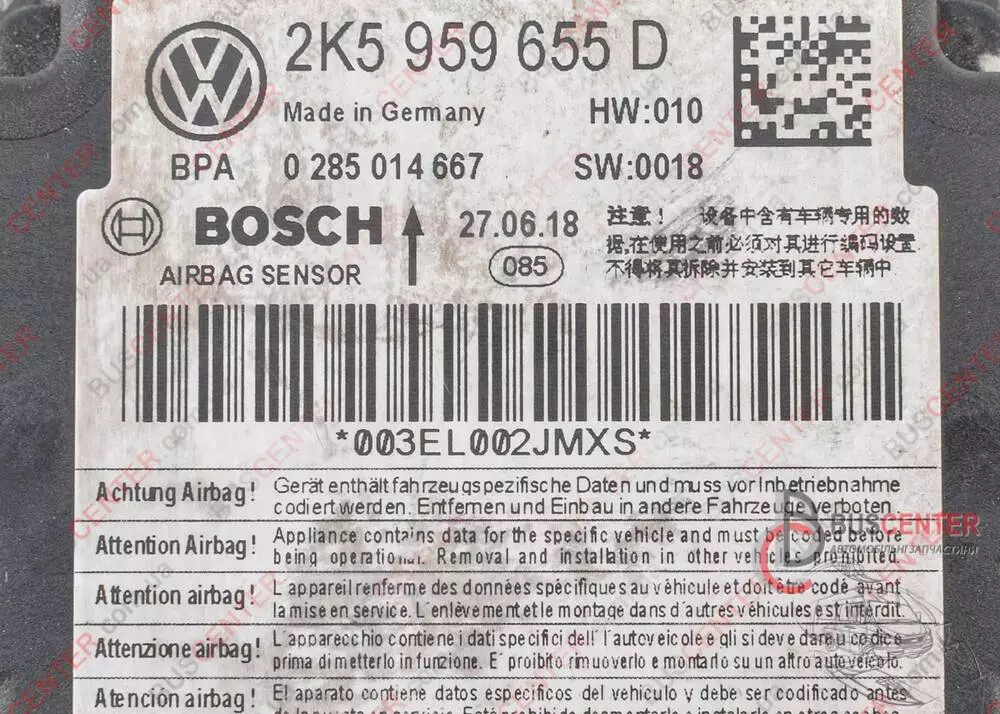 2K5 959 655 D
Made in Germany HW:010
BPA 0 285 014 667 SW:0018
BOSCH 27.06.18
AIRBAG SENSOR 085
注意！ 设备中含有车辆专用的数
据,在使用之前必须对其进行编码设置.
不得将其拆除并安装到其它车辆中.
*003EL002JMXS*
Achtung Airbag! Gerät enthält fahrzeugspezifische Daten und muss vor Inbetriebnahme
codiert werden. Entfernen und Einbau in andere Fahrzeuge verboten.
Attention Airbag! Appliance contains data for the specific vehicle and must be coded before
being operational. Removal and installation in other vehicles prohibited.
Attention airbag! L'appareil renferme des données spécifiques au véhicule et doit être codé avant
la mise en service. L'enlèvement et le montage dans d'autres véhicules est interdit.
Attenzione airbag! L'apparecchio contiene i dati specifici dell'autoveicolo e gli si deve dare u codice
prima di metterlo in funzione. E' proibito rimuoverlo e montarlo su un altro autoveicolo.
Atención airbag! El aparato contiene datos específicos del vehículo y debe ser codificado antes
BUSCENTER
АВТОМОБІЛЬНІ ЗАПЧАСТИНИ